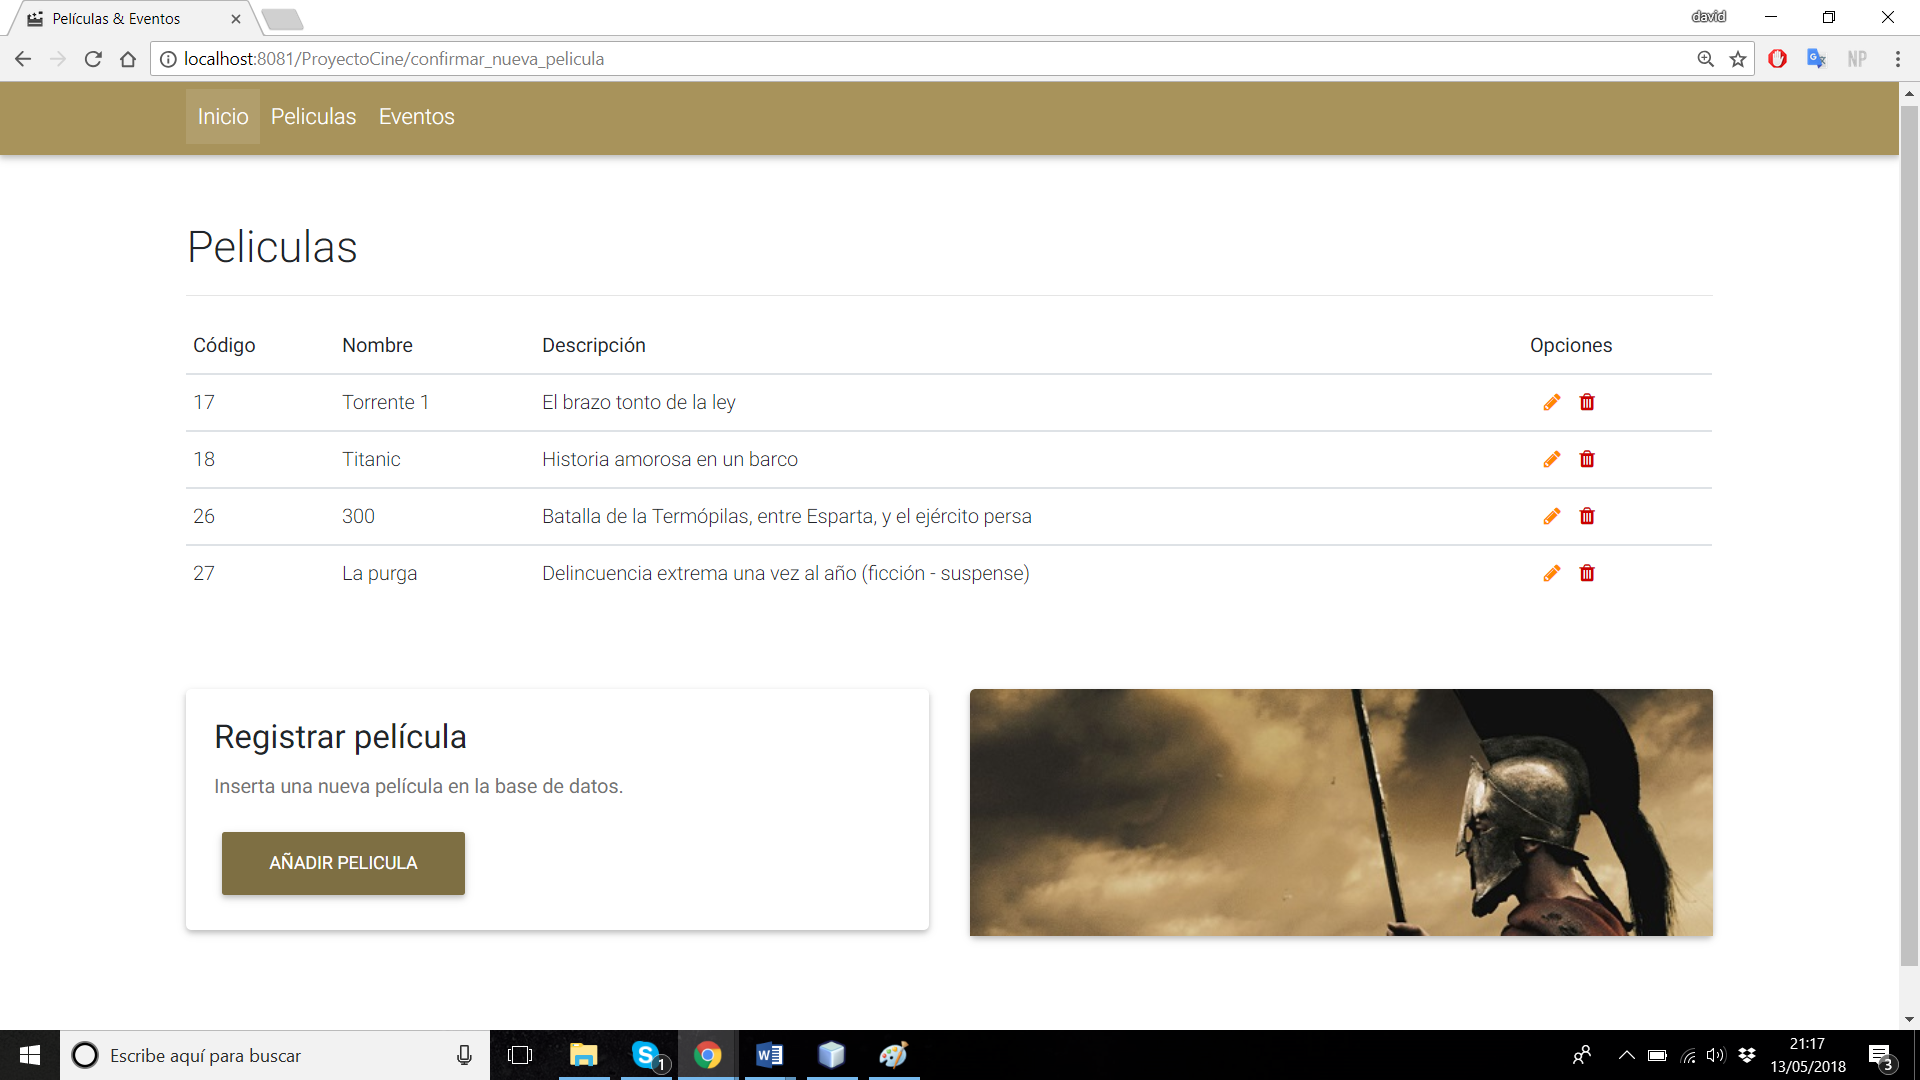 Películas & Eventos
david
localhost:8081/ProyectoCine/confirmar_nueva_pelicula
NP
Inicio Peliculas Eventos
Peliculas
Código Nombre Descripción Opciones
17 Torrente 1 El brazo tonto de la ley
18 Titanic Historia amorosa en un barco
26 300 Batalla de la Termópilas, entre Esparta, y el ejército persa
27 La purga Delincuencia extrema una vez al año (ficción - suspense)
Registrar película
Inserta una nueva película en la base de datos.
AÑADIR PELICULA
Escribe aquí para buscar
1
21:17
13/05/2018
3